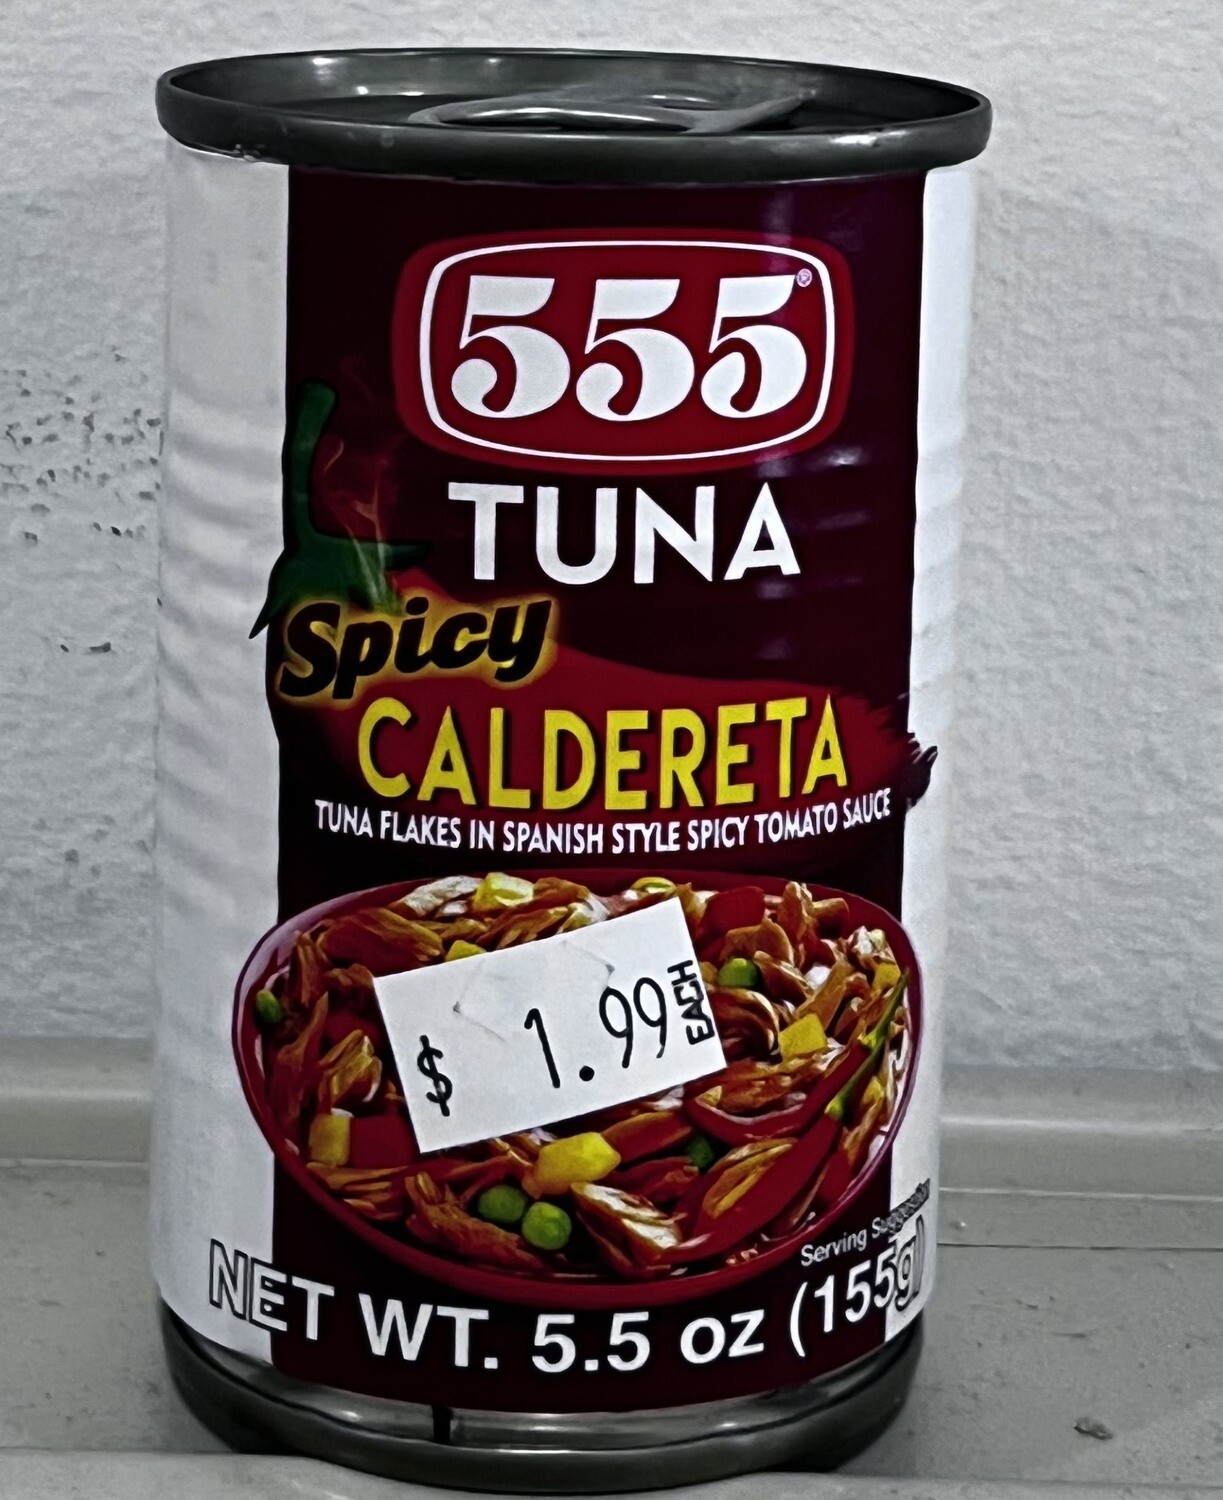 555®
TUNA
Spicy
CALDERETA
TUNA FLAKES IN SPANISH STYLE SPICY TOMATO SAUCE
$ 1.99 EACH
Serving Suggestion
NET WT. 5.5 oz (155g)